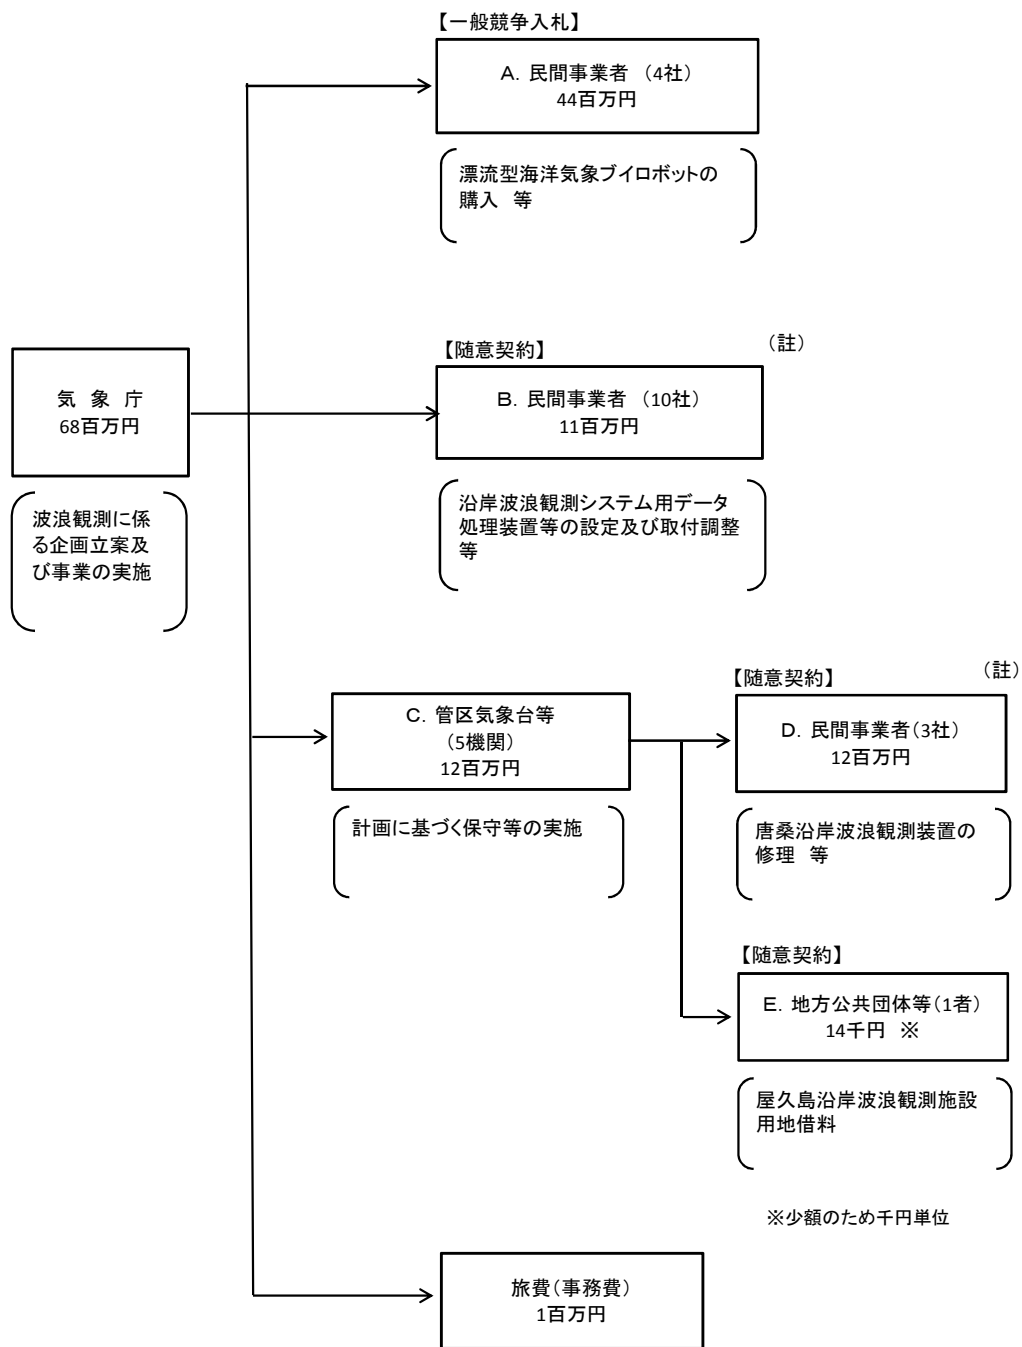 【一般競争入札】
A. 民間事業者 （4社）
44百万円
漂流型海洋気象ブイロボットの
購入 等
【随意契約】
（註）
気 象 庁
68百万円
B. 民間事業者 （10社）
11百万円
波浪観測に係
る企画立案及
び事業の実施
沿岸波浪観測システム用データ
処理装置等の設定及び取付調整
等
【随意契約】
（註）
C. 管区気象台等
（5機関）
12百万円
D. 民間事業者（3社）
12百万円
計画に基づく保守等の実施
唐桑沿岸波浪観測装置の
修理 等
【随意契約】
E. 地方公共団体等（1者）
14千円 ※
屋久島沿岸波浪観測施設
用地借料
※少額のため千円単位
旅費（事務費）
1百万円